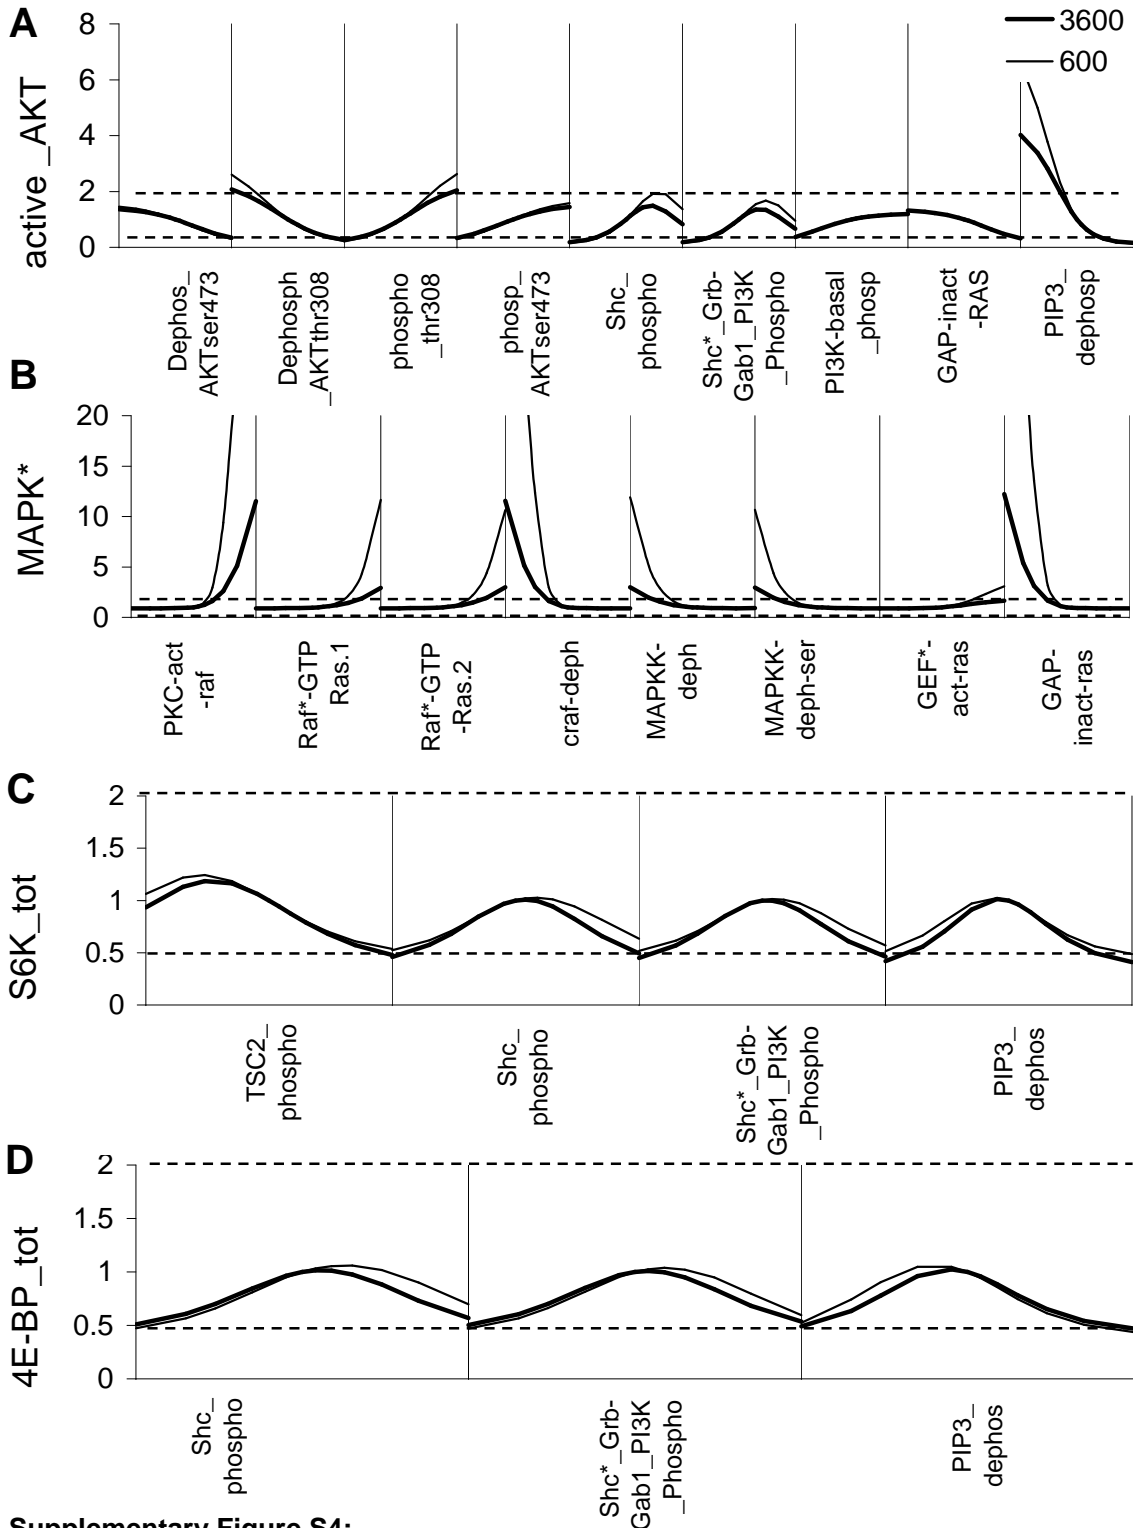 A
8
6
4
2
0
active _AKT
3600
600
Dephos_
AKTser473
Dephosph
_AKTthr308
phospho
_thr308
phosp_
AKTser473
Shc_
phospho
Shc*_Grb-
Gab1_PI3K
_Phospho
PI3K-basal
_phosp
GAP-inact
-RAS
PIP3_
dephosp
B
20
15
10
5
0
MAPK*
PKC-act
-raf
Raf*-GTP
Ras.1
Raf*-GTP
-Ras.2
craf-deph
MAPKK-
deph
MAPKK-
deph-ser
GEF*-
act-ras
GAP-
inact-ras
C
2
1.5
1
0.5
0
S6K_tot
TSC2_
phospho
Shc_
phospho
Shc*_Grb-
Gab1_PI3K
_Phospho
PIP3_
dephos
D
2
1.5
1
0.5
0
4E-BP_tot
Shc_
phospho
Shc*_Grb-
Gab1_PI3K
_Phospho
PIP3_
dephos
Supplementary Figure S4: